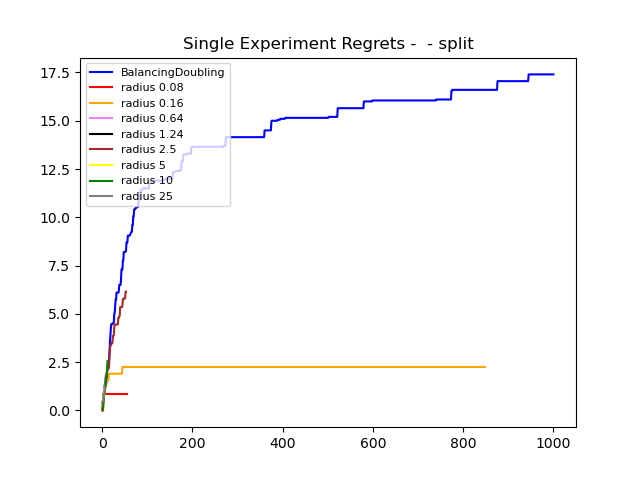 Single Experiment Regrets -  - split
17.5
15.0
12.5
10.0
7.5
5.0
2.5
0.0
BalancingDoubling
radius 0.08
radius 0.16
radius 0.64
radius 1.24
radius 2.5
radius 5
radius 10
radius 25
0 200 400 600 800 1000